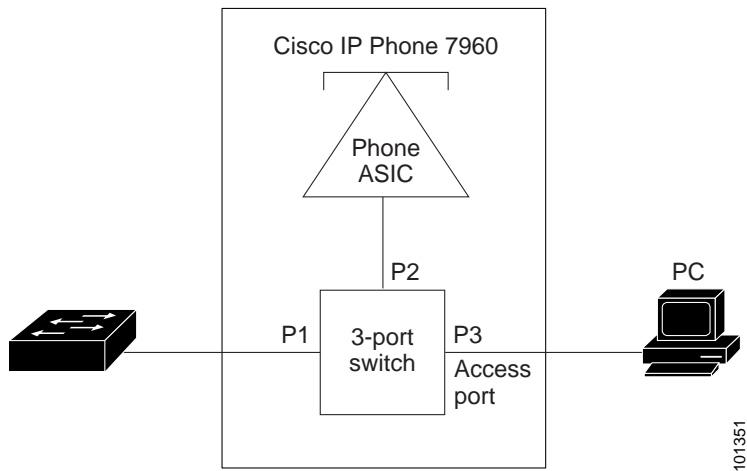 Cisco IP Phone 7960
Phone
ASIC
P2
PC
P1
3-port
switch
P3
Access
port
101351